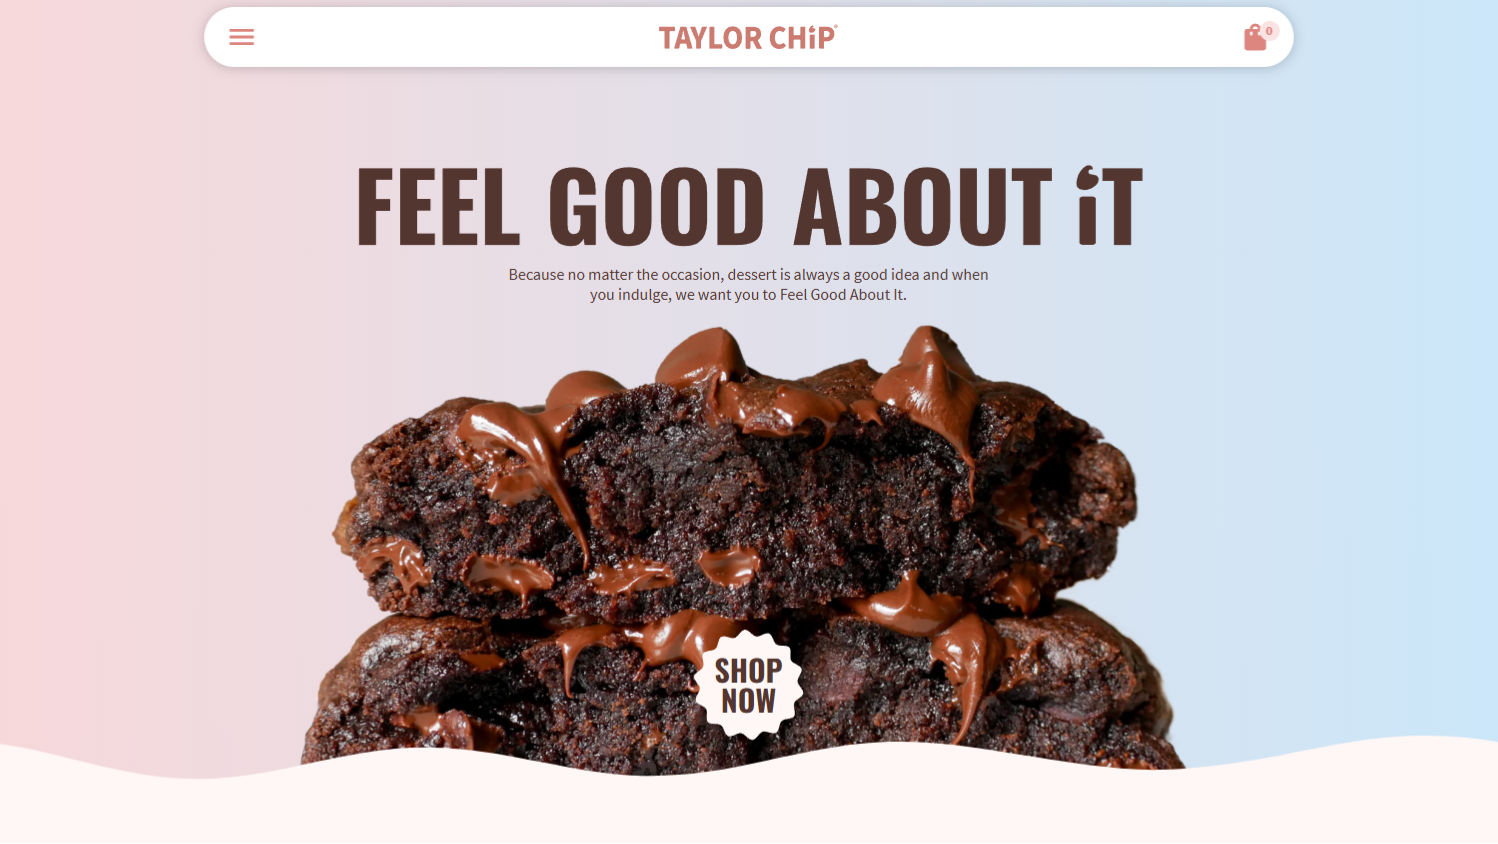 TAYLOR CHiP®
0
FEEL GOOD ABOUT iT
Because no matter the occasion, dessert is always a good idea and when
you indulge, we want you to Feel Good About It.
SHOP
NOW